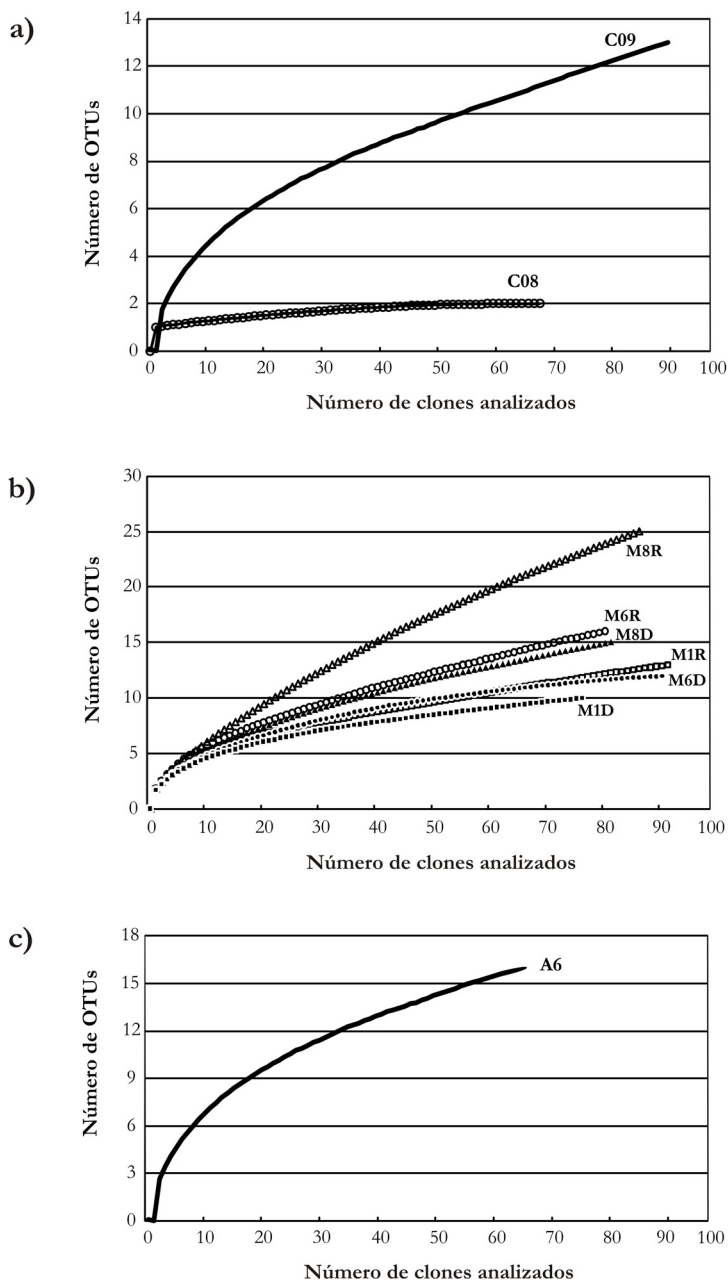 a)
14
12
10
8
6
4
2
0
Número de OTUs
C09
C08
0 10 20 30 40 50 60 70 80 90 100
Número de clones analizados
b)
30
25
20
15
10
5
0
Número de OTUs
M8R
M6R
M8D
M1R
M6D
M1D
0 10 20 30 40 50 60 70 80 90 100
Número de clones analizados
c)
18
15
12
9
6
3
0
Número de OTUs
A6
0 10 20 30 40 50 60 70 80 90 100
Número de clones analizados